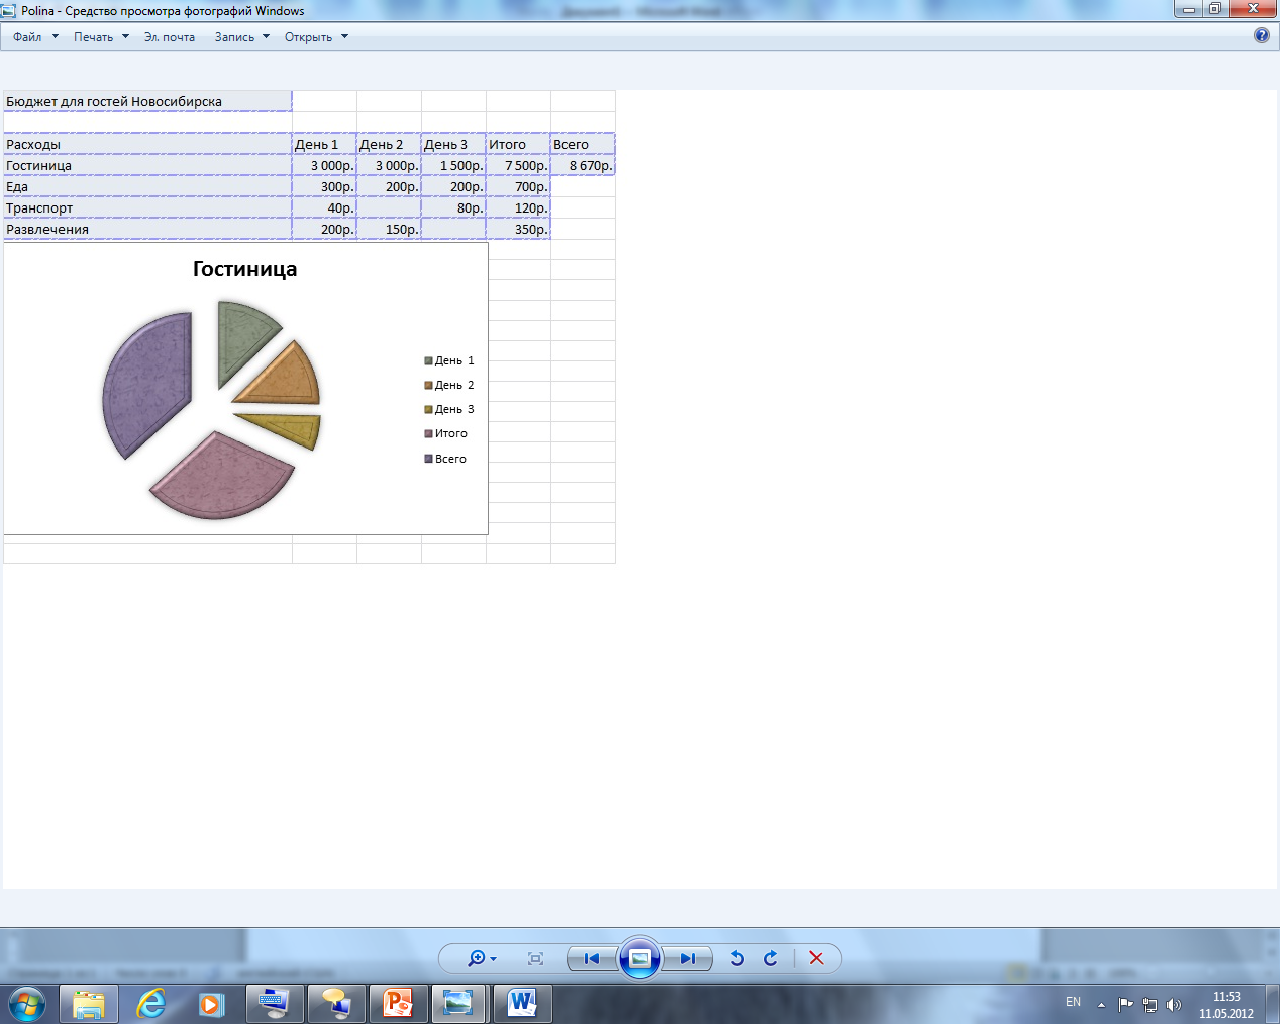 Polina - Средство просмотра фотографий Windows
Файл Печать Эл. почта Запись Открыть
Бюджет для гостей Новосибирска
Расходы День 1 День 2 День 3 Итого Всего
Гостиница 3 000р. 3 000р. 1 500р. 7 500р. 8 670р.
Еда 300р. 200р. 200р. 700р.
Транспорт 40р. 80р. 120р.
Развлечения 200р. 150р. 350р.
Гостиница
День 1
День 2
День 3
Итого
Всего
EN 11:53
11.05.2012